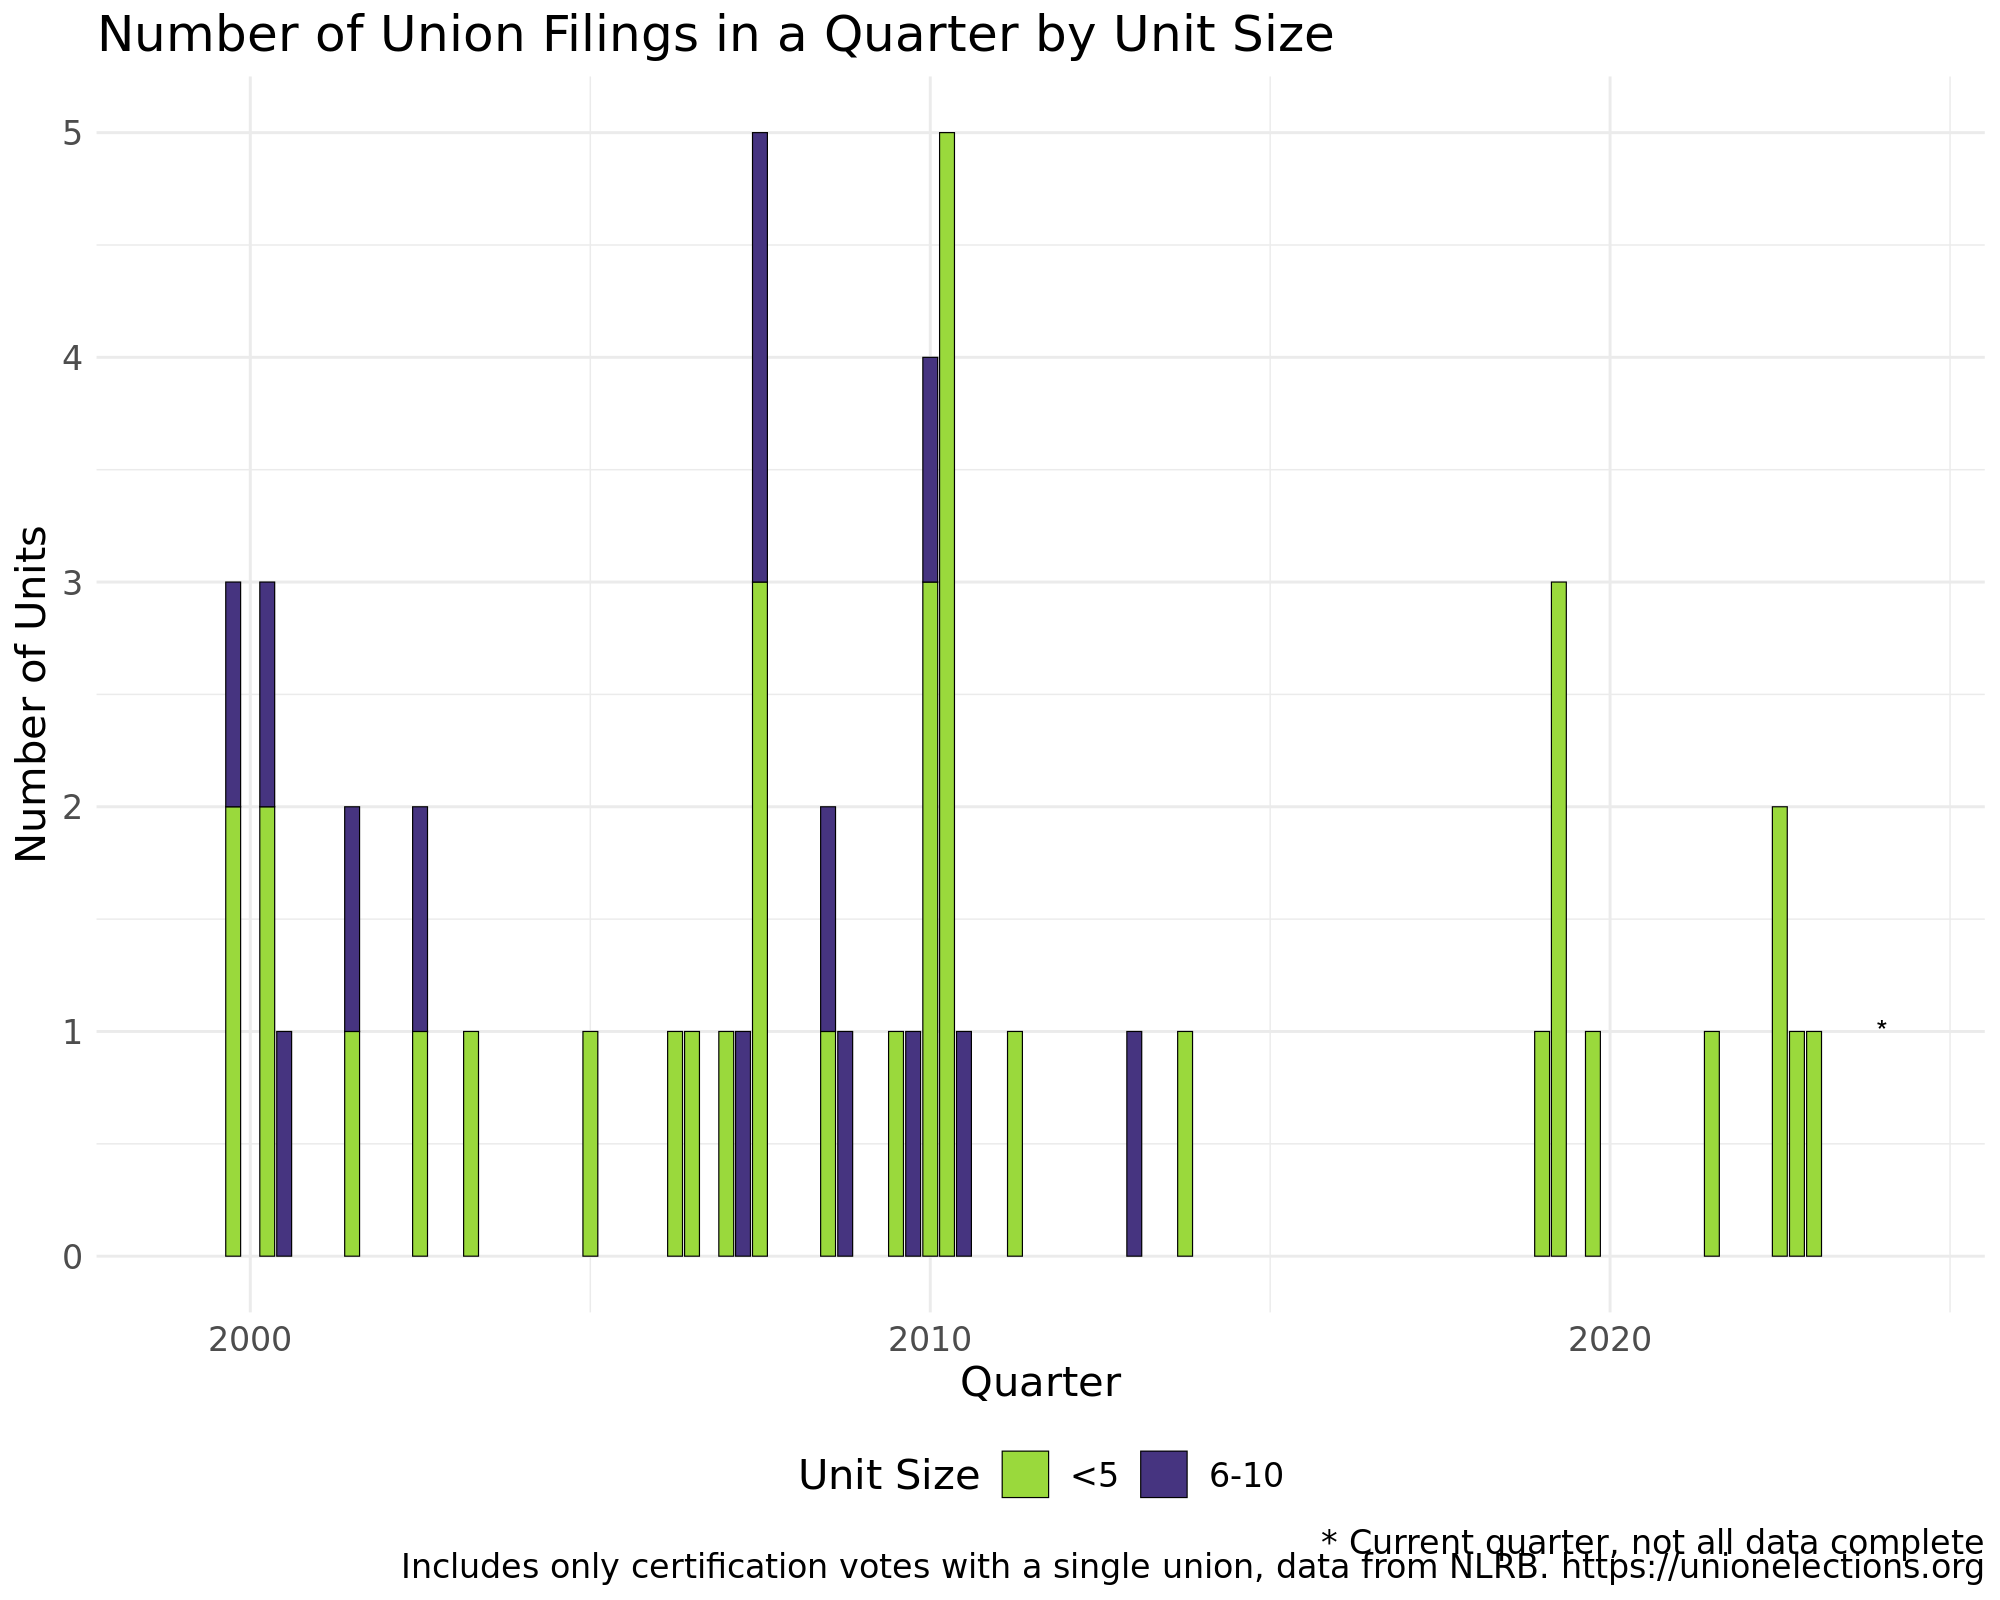 Number of Union Filings in a Quarter by Unit Size
Number of Units
5
4
3
2
1
0
*
2000 2010 2020
Quarter
Unit Size <5 6-10
* Current quarter, not all data complete
Includes only certification votes with a single union, data from NLRB. https://unionelections.org